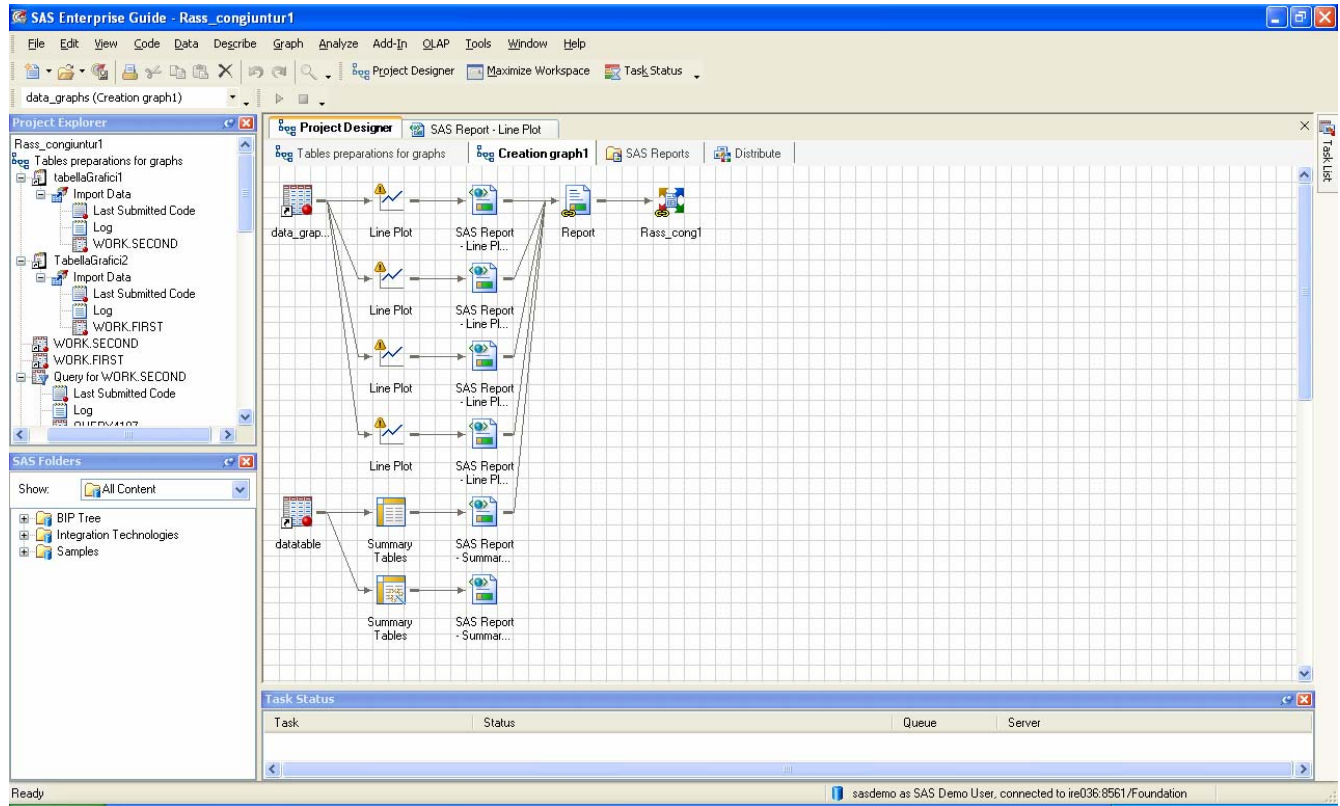 SAS Enterprise Guide - Rass_congiuntur1
File Edit View Code Data Describe Graph Analyze Add-In OLAP Tools Window Help
Project Designer Maximize Workspace Task Status
data_graphs (Creation graph1)
Project Explorer
Rass_congiuntur1
Tables preparations for graphs
tabellaGrafici1
Import Data
Last Submitted Code
Log
WORK.SECOND
TabellaGrafici2
Import Data
Last Submitted Code
Log
WORK.FIRST
WORK.SECOND
WORK.FIRST
Query for WORK.SECOND
Last Submitted Code
Log
SAS Folders
Show: All Content
BIP Tree
Integration Technologies
Samples
Project Designer SAS Report - Line Plot
Tables preparations for graphs Creation graph1 SAS Reports Distribute
data_grap... Line Plot SAS Report Report Rass_cong1
- Line Pl...
Line Plot SAS Report
- Line Pl...
Line Plot SAS Report
- Line Pl...
Line Plot SAS Report
- Line Pl...
datatable Summary SAS Report
Tables - Summar...
Summary SAS Report
Tables - Summar...
Task List
Task Status
Task Status Queue Server
Ready sasdemo as SAS Demo User, connected to ire036:8561/Foundation